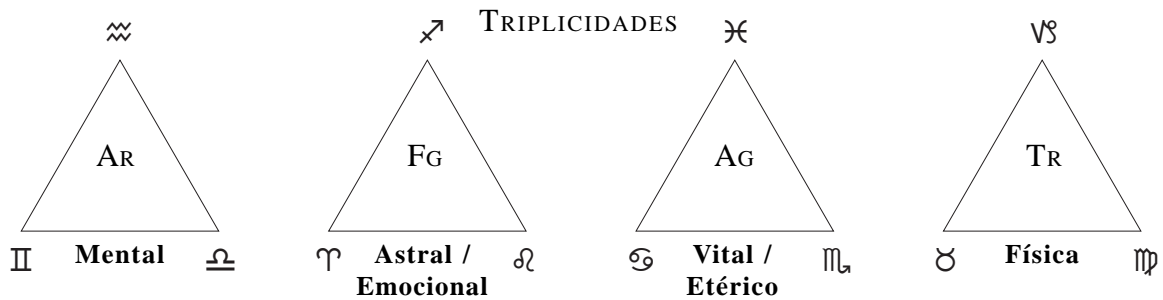 TRIPLICIDADES
♒ ♐ ♓ ♑
AR FG AG TR
♊ Mental ♎ ♈ Astral / ♌ ♋ Vital / ♏ ♉ Física ♍
Emocional Etérico